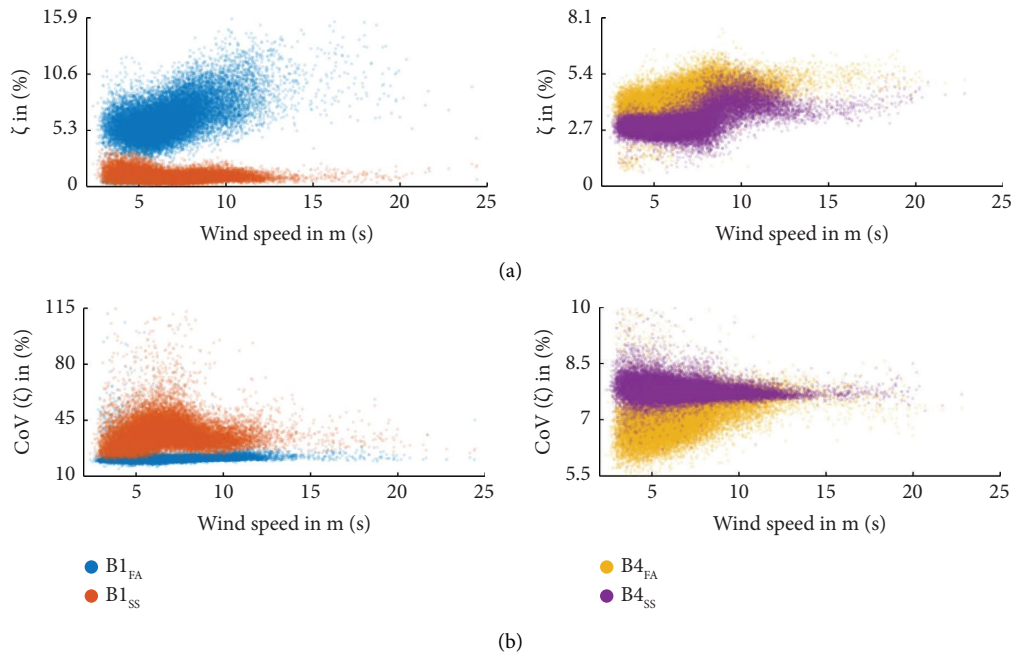 15.9
10.6
5.3
0
ζ in (%)
5
10
15
20
25
Wind speed in m (s)
8.1
5.4
2.7
0
ζ in (%)
5
10
15
20
25
Wind speed in m (s)
(a)
115
80
45
10
CoV (ζ) in (%)
5
10
15
20
25
Wind speed in m (s)
10
8.5
7
5.5
CoV (ζ) in (%)
5
10
15
20
25
Wind speed in m (s)
B1FA
B1SS
B4FA
B4SS
(b)